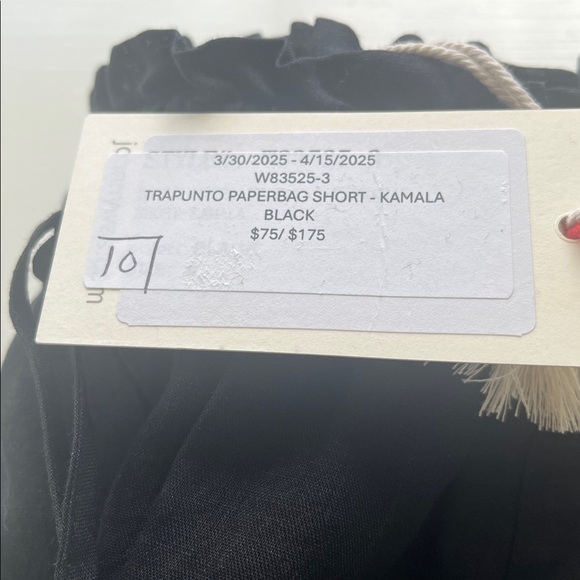 3/30/2025 - 4/15/2025
W83525-3
TRAPUNTO PAPERBAG SHORT - KAMALA
BLACK
$75/ $175
10